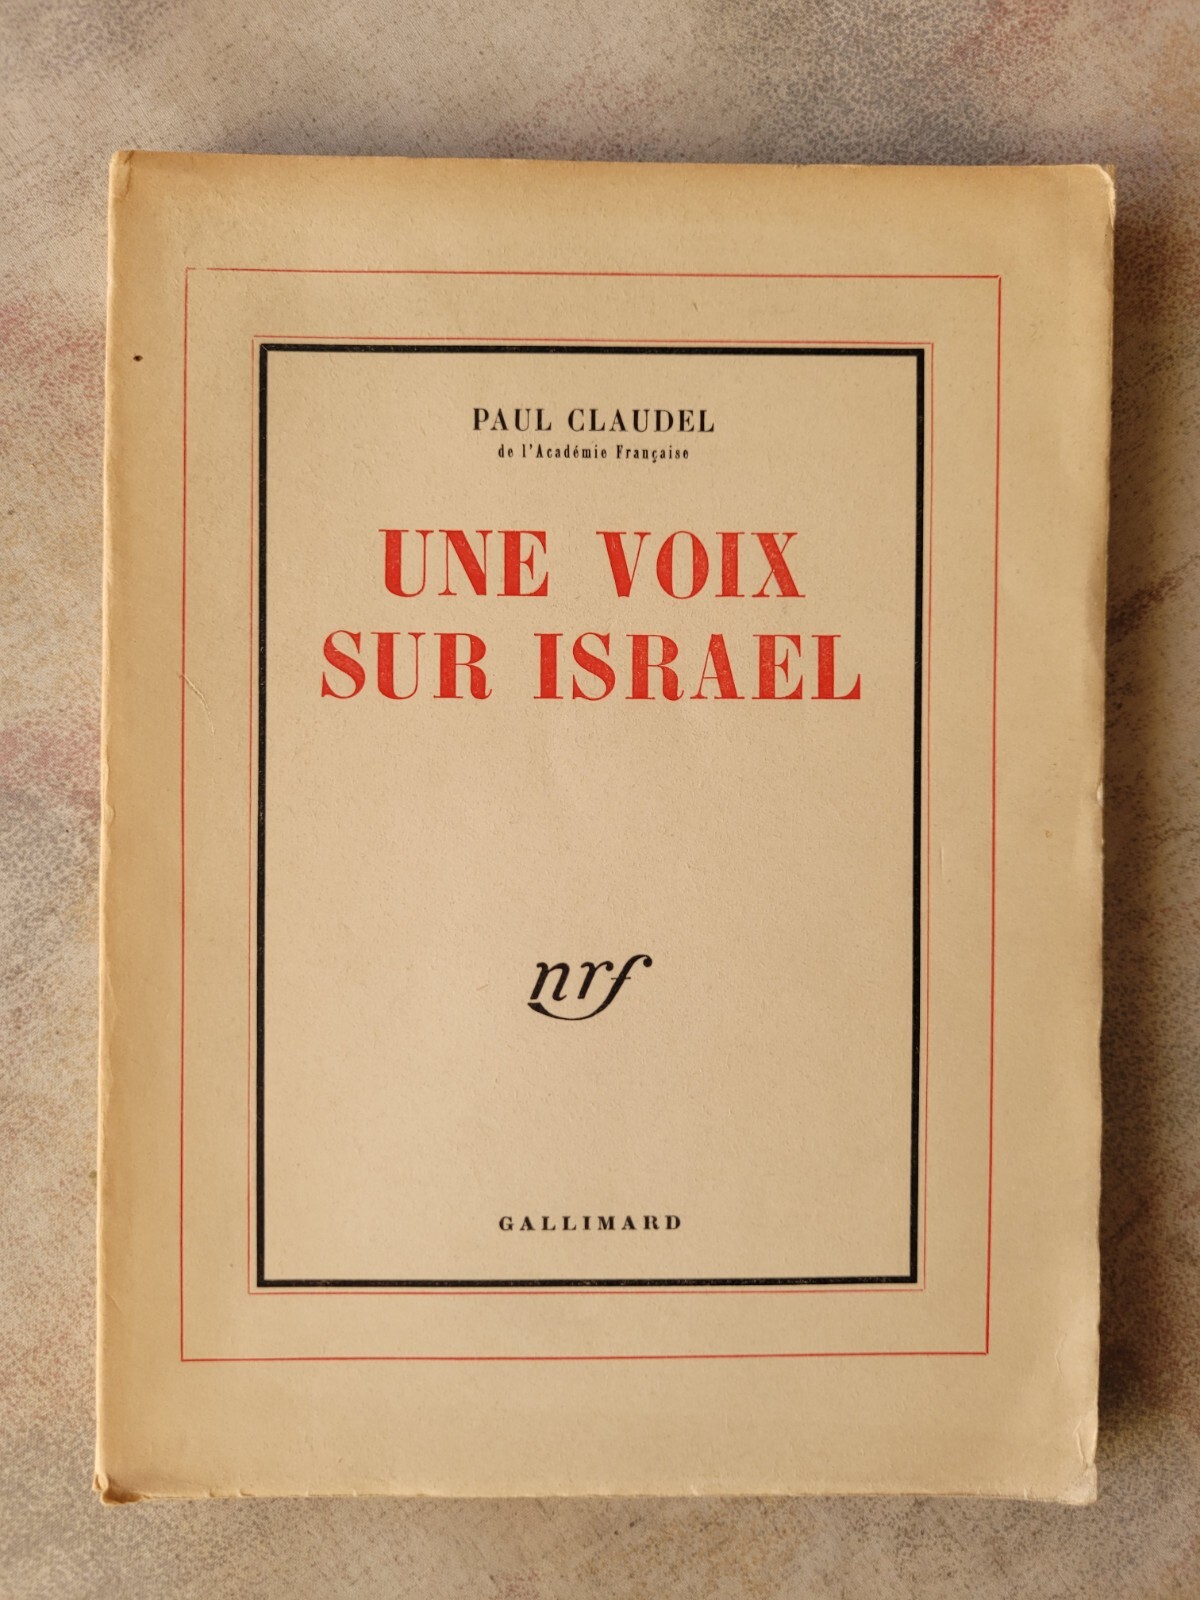 PAUL CLAUDEL
de l'Académie Française
UNE VOIX
SUR ISRAEL
nrf
GALLIMARD